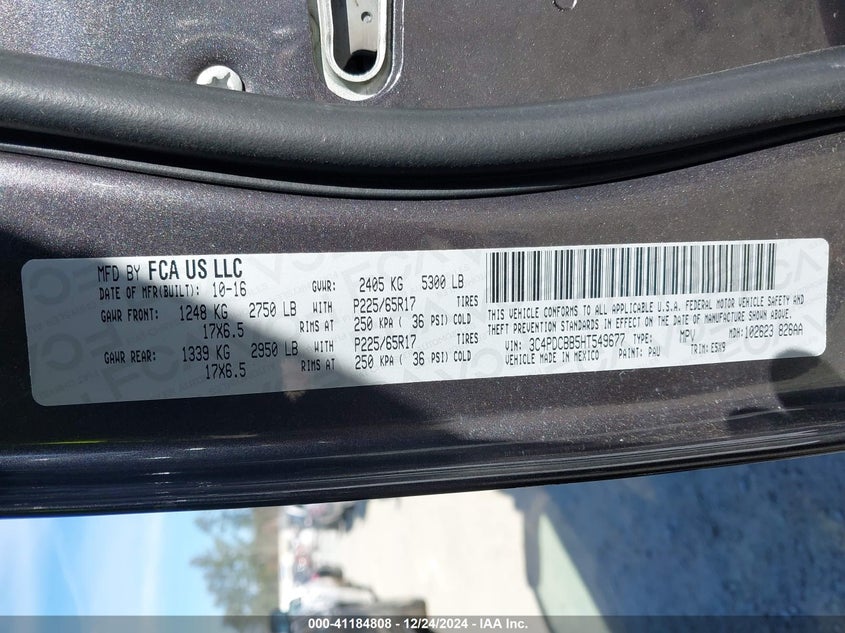 MFD BY FCA US LLC
DATE OF MFR(BUILT): 10-16 GVWR: 2405 KG 5300 LB
GAWR FRONT: 1248 KG 2750 LB WITH P225/65R17 TIRES
17X6.5 RIMS AT 250 KPA ( 36 PSI) COLD
GAWR REAR: 1339 KG 2950 LB WITH P225/65R17 TIRES
17X6.5 RIMS AT 250 KPA ( 36 PSI) COLD
THIS VEHICLE CONFORMS TO ALL APPLICABLE U.S.A. FEDERAL MOTOR VEHICLE SAFETY AND
THEFT PREVENTION STANDARDS IN EFFECT ON THE DATE OF MANUFACTURE SHOWN ABOVE.
VIN: 3C4PDCBB5HT549677 TYPE: MPV MDH: 102623 826AA
VEHICLE MADE IN MEXICO PAINT: PAU TRIM: E5X9
000-41184808 - 12/24/2024 - IAA Inc.